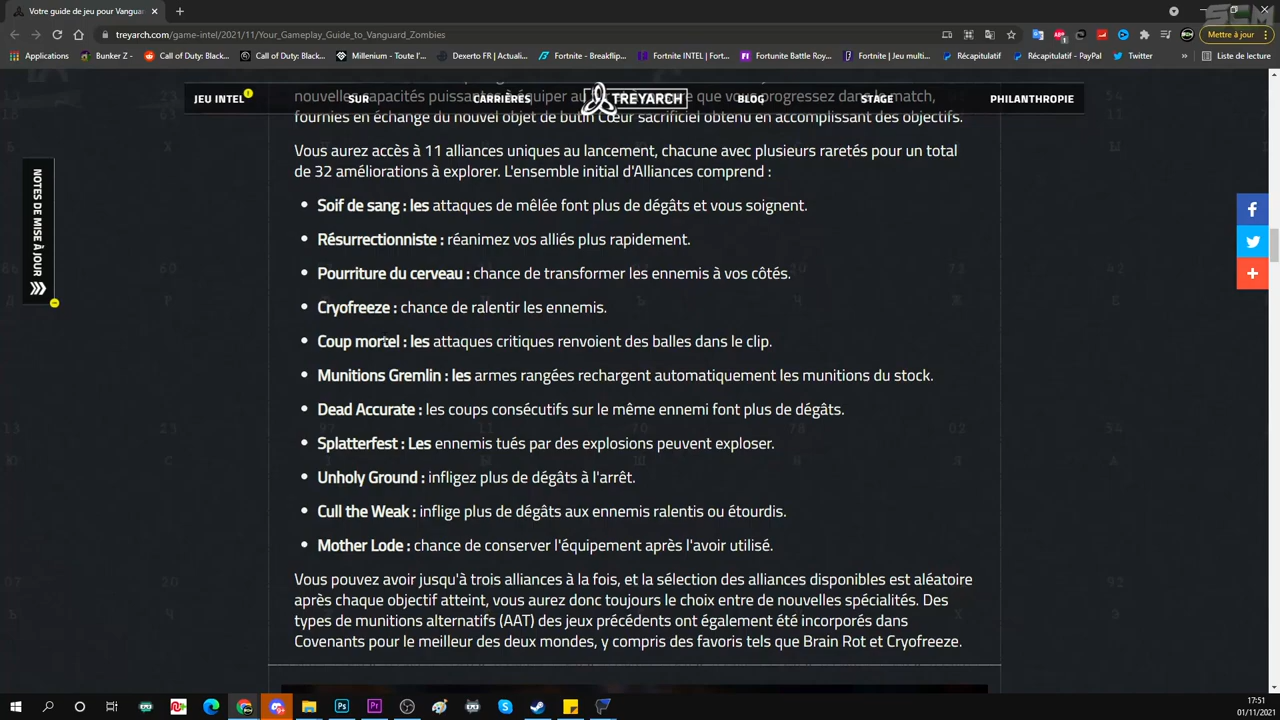 Votre guide de jeu pour Vangua
SCM
treyarch.com/game-intel/2021/11/Your_Gameplay_Guide_to_Vanguard_Zombies
Mettre à jour
Applications
Bunker Z -
Call of Duty: Black...
Call of Duty: Black...
Millenium - Toute l'...
Dexerto FR | Actuali...
Fortnite - Breakflip...
Fortnite INTEL | Fort...
Fortuitute Battle Roy...
Fortnite | Jeu multi...
Récapitulatif
Récapitulatif - PayPal
Twitter
Liste de lecture
JEU INTEL
SUR
CARRIÈRES
TREYARCH
BLOG
STAGE
PHILANTHROPIE
nouvelles capacités puissantes à équiper au que vous progressez dans le match,
fournies en échange du nouvel objet de butin Cœur sacrificiel obtenu en accomplissant des objectifs.
Vous aurez accès à 11 alliances uniques au lancement, chacune avec plusieurs raretés pour un total
de 32 améliorations à explorer. L'ensemble initial d'Alliances comprend :
NOTES DE MISE À JOUR
• Soif de sang : les attaques de mêlée font plus de dégâts et vous soignent.
• Résurrectionniste : réanimez vos alliés plus rapidement.
• Pourriture du cerveau : chance de transformer les ennemis à vos côtés.
• Cryofreeze : chance de ralentir les ennemis.
• Coup mortel : les attaques critiques renvoient des balles dans le clip.
• Munitions Gremlin : les armes rangées rechargent automatiquement les munitions du stock.
• Dead Accurate : les coups consécutifs sur le même ennemi font plus de dégâts.
• Splatterfest : Les ennemis tués par des explosions peuvent exploser.
• Unholy Ground : infligez plus de dégâts à l'arrêt.
• Cull the Weak : inflige plus de dégâts aux ennemis ralentis ou étourdis.
• Mother Lode : chance de conserver l'équipement après l'avoir utilisé.
Vous pouvez avoir jusqu'à trois alliances à la fois, et la sélection des alliances disponibles est aléatoire
après chaque objectif atteint, vous aurez donc toujours le choix entre de nouvelles spécialités. Des
types de munitions alternatifs (AAT) des jeux précédents ont également été incorporés dans
Covenants pour le meilleur des deux mondes, y compris des favoris tels que Brain Rot et Cryofreeze.
17:51
01/11/2021